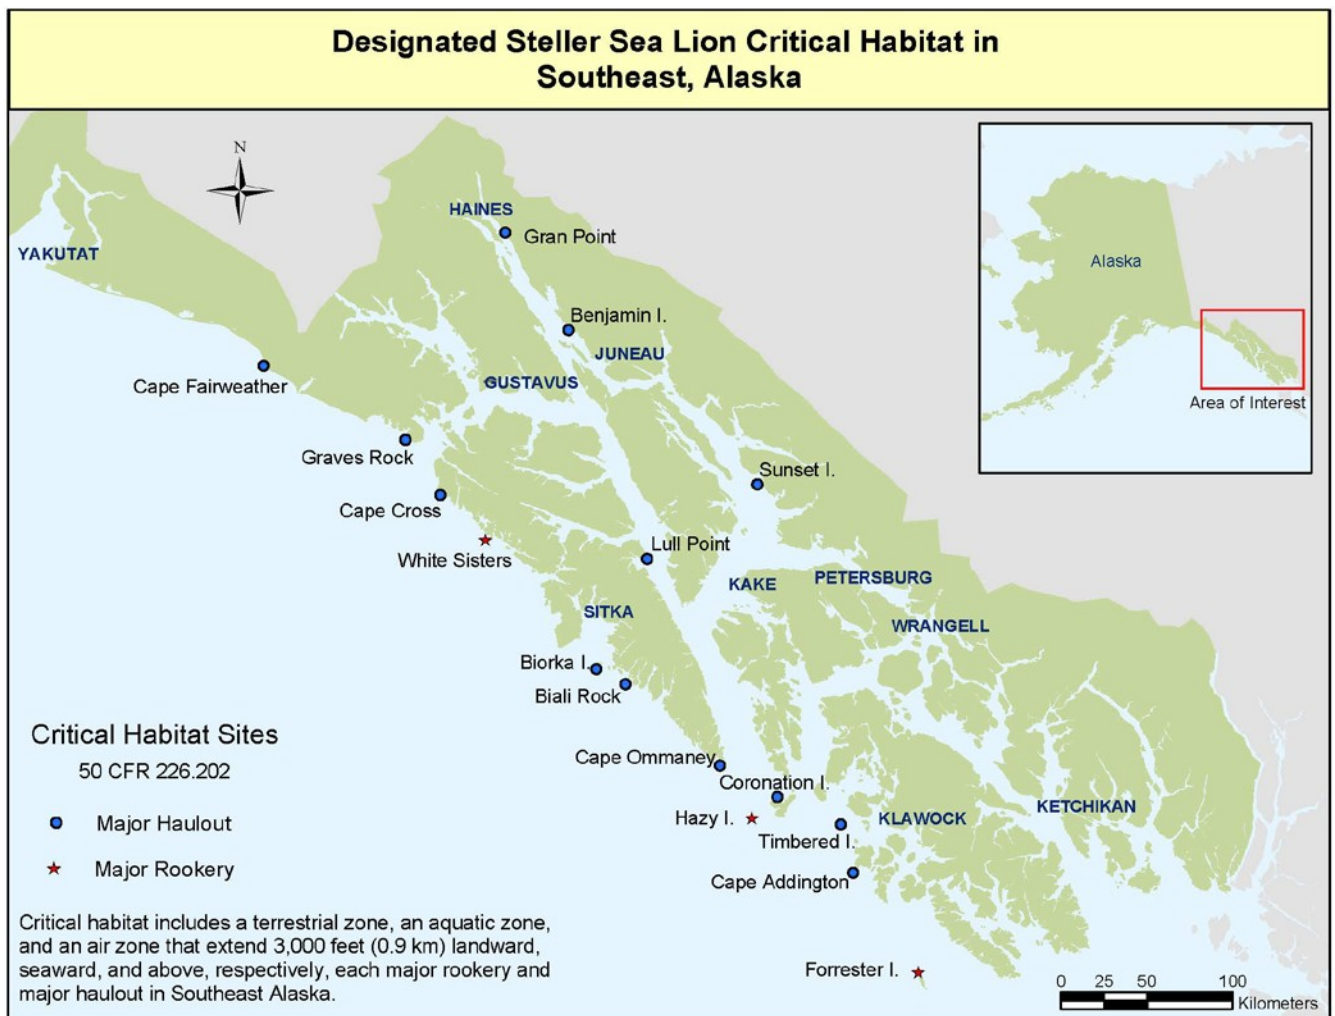 Designated Steller Sea Lion Critical Habitat in
Southeast, Alaska
N
HAINES
Gran Point
YAKUTAT
Alaska
Benjamin I.
JUNEAU
Cape Fairweather
GUSTAVUS
Area of Interest
Graves Rock
Sunset I.
Cape Cross
Lull Point
White Sisters
KAKE
PETERSBURG
SITKA
WRANGELL
Biorka I.
Biali Rock
Critical Habitat Sites
50 CFR 226.202
Cape Ommaney
Coronation I.
KETCHIKAN
Hazy I.
KLAWOCK
Major Haulout
Timbered I.
Major Rookery
Cape Addington
Critical habitat includes a terrestrial zone, an aquatic zone,
and an air zone that extend 3,000 feet (0.9 km) landward,
seaward, and above, respectively, each major rookery and
major haulout in Southeast Alaska.
Forrester I.
0 25 50 100
Kilometers